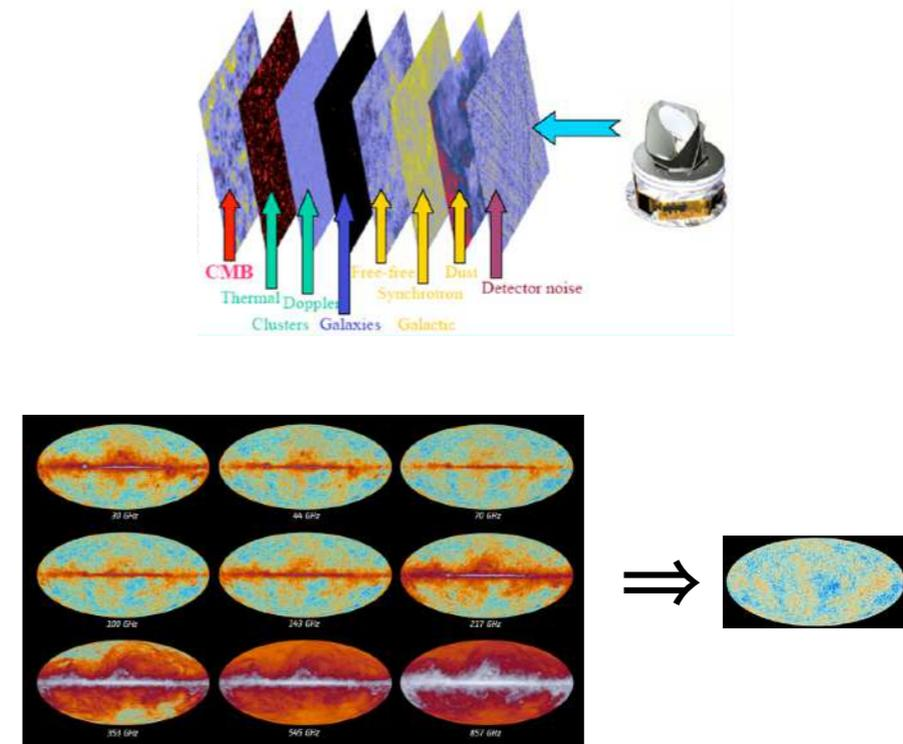 CMB
Free-free
Dust
Thermal
Doppler
Synchrotron
Detector noise
Clusters
Galaxies
Galactic
30 GHz
44 GHz
70 GHz
100 GHz
143 GHz
217 GHz
353 GHz
545 GHz
857 GHz